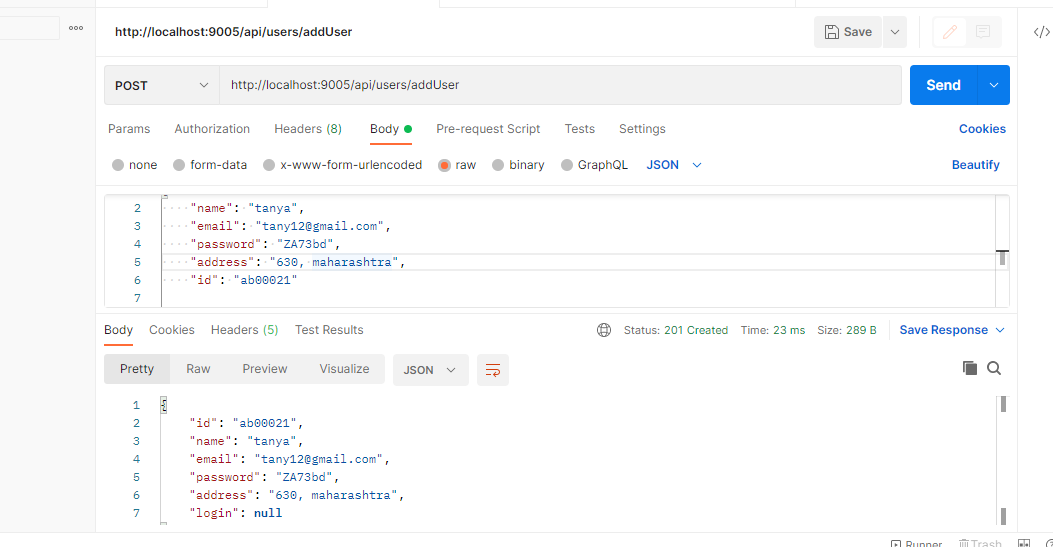 http://localhost:9005/api/users/addUser Save
POST http://localhost:9005/api/users/addUser Send
Params Authorization Headers (8) Body Pre-request Script Tests Settings Cookies
none form-data x-www-form-urlencoded raw binary GraphQL JSON Beautify
2 "name": "tanya",
3 "email": "tany12@gmail.com",
4 "password": "ZA73bd",
5 "address": "630, maharashtra",
6 "id": "ab00021"
7
Body Cookies Headers (5) Test Results Status: 201 Created Time: 23 ms Size: 289 B Save Response
Pretty Raw Preview Visualize JSON
1 {
2 "id": "ab00021",
3 "name": "tanya",
4 "email": "tany12@gmail.com",
5 "password": "ZA73bd",
6 "address": "630, maharashtra",
7 "login": null
Runner Trash